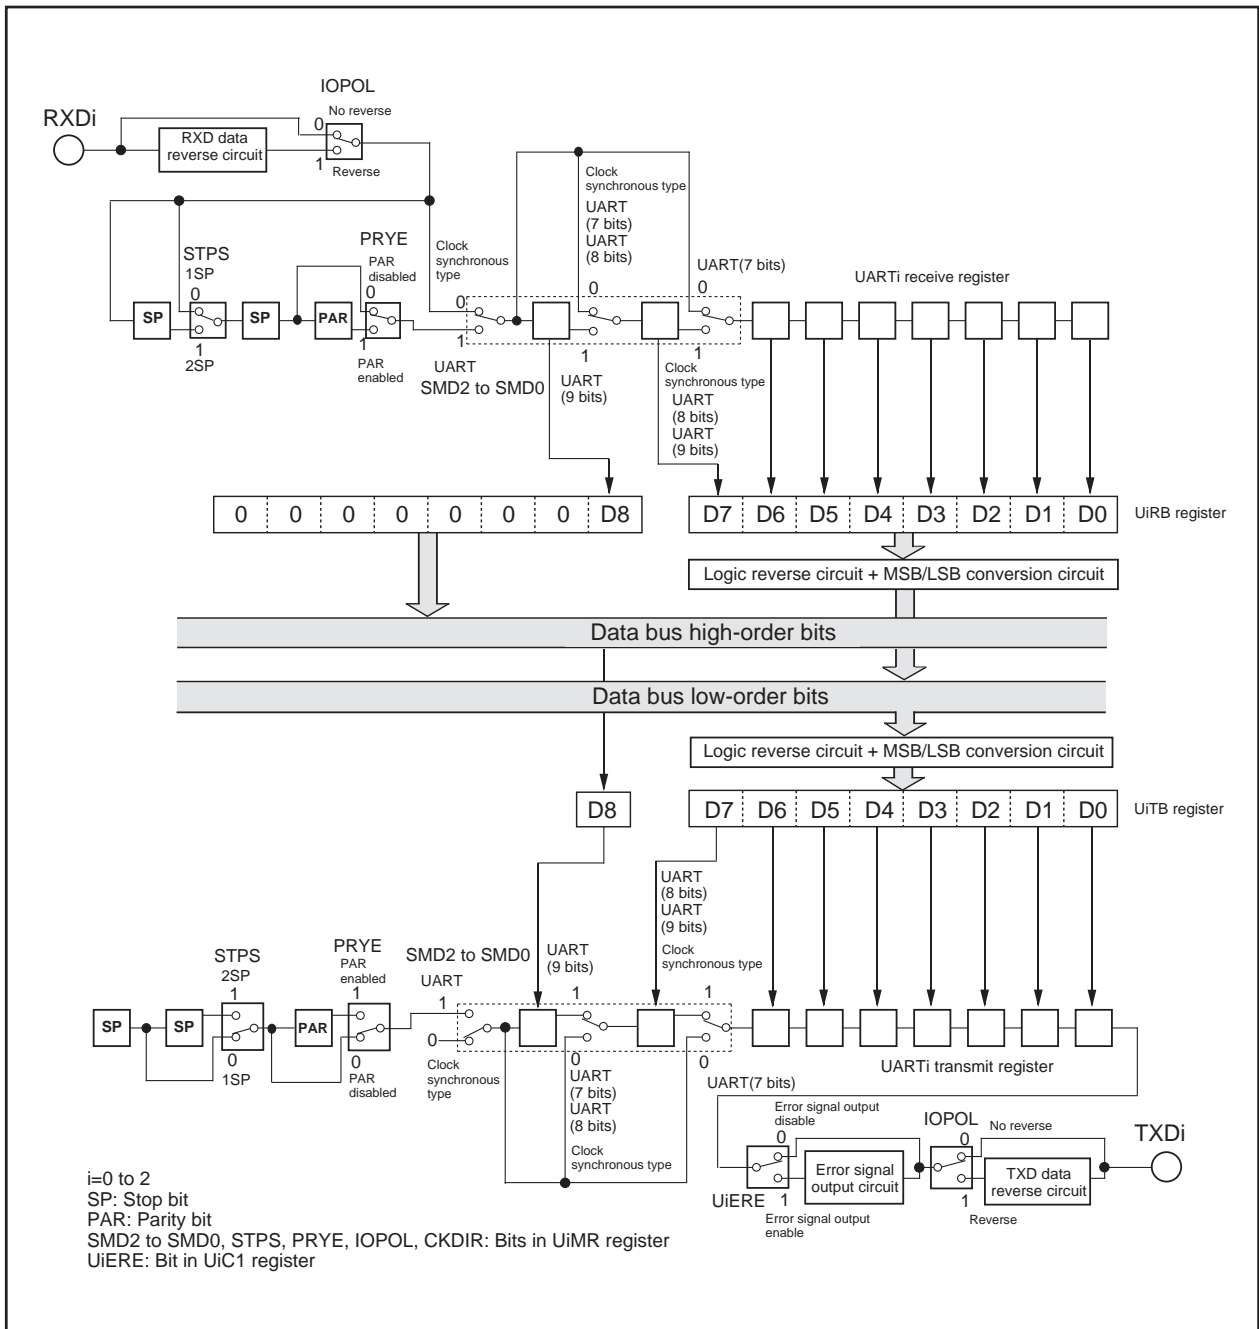 IOPOL
No reverse
RXDi
0
RXD data
reverse circuit
1
Reverse
Clock
synchronous type
UART
(7 bits)
UART
(8 bits)
STPS
1SP
0
PRYE
PAR
disabled
0
Clock
synchronous
type
0
0
UART(7 bits)
0
UARTi receive register
SP
SP
PAR
1
2SP
1
PAR
enabled
1
UART
SMD2 to SMD0
1
UART
(9 bits)
1
Clock
synchronous type
UART
(8 bits)
UART
(9 bits)
0 0 0 0 0 0 0 D8
D7 D6 D5 D4 D3 D2 D1 D0
UiRB register
Logic reverse circuit + MSB/LSB conversion circuit
Data bus high-order bits
Data bus low-order bits
Logic reverse circuit + MSB/LSB conversion circuit
D8
D7 D6 D5 D4 D3 D2 D1 D0
UiTB register
UART
(8 bits)
UART
(9 bits)
Clock
synchronous type
STPS
2SP
1
PRYE
PAR
enabled
1
SMD2 to SMD0
UART
1
UART
(9 bits)
1
1
SP
SP
PAR
0
1SP
0
PAR
disabled
0
Clock
synchronous
type
0
UART
(7 bits)
UART
(8 bits)
Clock
synchronous type
0
UART(7 bits)
UARTi transmit register
Error signal output
disable
0
IOPOL
0
No reverse
TXDi
Error signal
output circuit
TXD data
reverse circuit
UiERE
1
Error signal output
enable
1
Reverse
i=0 to 2
SP: Stop bit
PAR: Parity bit
SMD2 to SMD0, STPS, PRYE, IOPOL, CKDIR: Bits in UiMR register
UiERE: Bit in UiC1 register